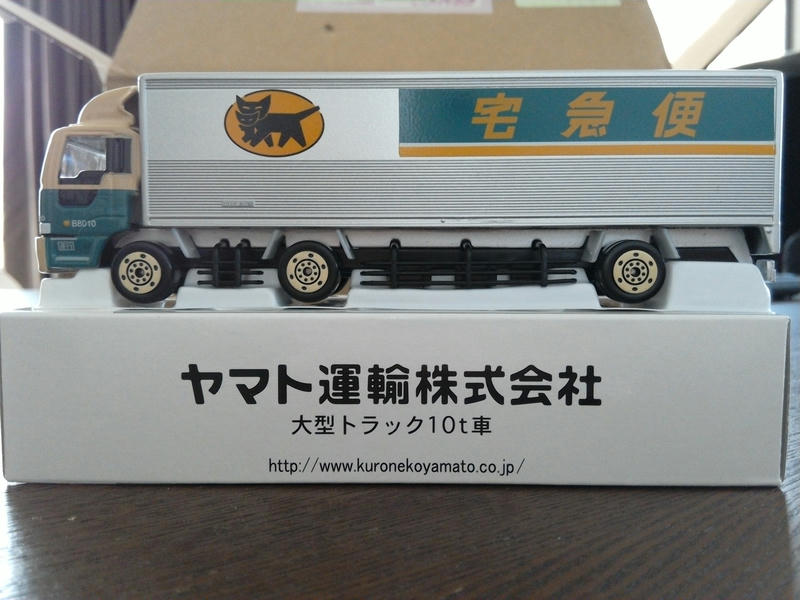 宅急便
B8010
ヤマト運輸株式会社
大型トラック10t車
http://www.kuronekoyamato.co.jp/